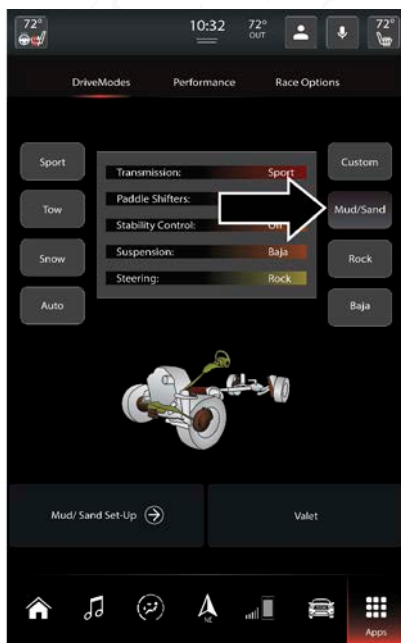 72° 10:32 72° OUT 72°
DriveModes Performance Race Options
Sport
Tow
Snow
Auto
Transmission: Sport
Paddle Shifters:
Stability Control: Off
Suspension: Baja
Steering: Rock
Custom
Mud/Sand
Rock
Baja
Mud/ Sand Set-Up Valet
NE
Apps